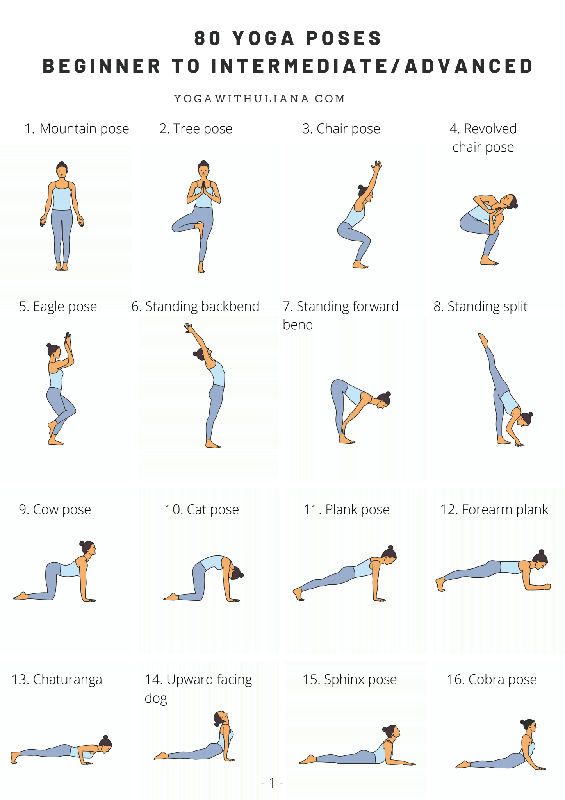 80 YOGA POSES
BEGINNER TO INTERMEDIATE/ADVANCED
YOGAWITHULIANA.COM
1. Mountain pose
2. Tree pose
3. Chair pose
4. Revolved
chair pose
5. Eagle pose
6. Standing backbend
7. Standing forward
bend
8. Standing split
9. Cow pose
10. Cat pose
11. Plank pose
12. Forearm plank
13. Chaturanga
14. Upward facing
dog
15. Sphinx pose
16. Cobra pose
- 1 -